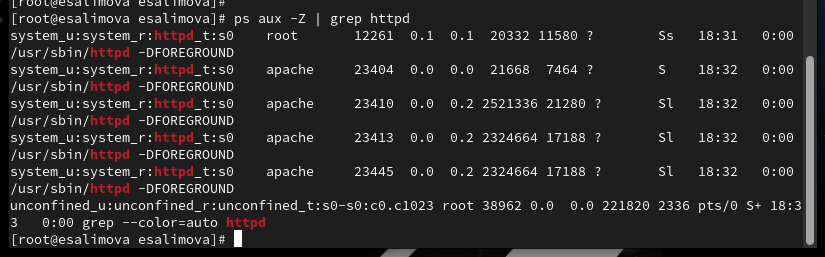 [root@esalimova esalimova]#
[root@esalimova esalimova]# ps aux -Z | grep httpd
system_u:system_r:httpd_t:s0    root     12261  0.1  0.1  20332 11580 ?        Ss   18:31   0:00
/usr/sbin/httpd -DFOREGROUND
system_u:system_r:httpd_t:s0    apache   23404  0.0  0.0  21668  7464 ?        S    18:32   0:00
/usr/sbin/httpd -DFOREGROUND
system_u:system_r:httpd_t:s0    apache   23410  0.0  0.2 2521336 21280 ?       Sl   18:32   0:00
/usr/sbin/httpd -DFOREGROUND
system_u:system_r:httpd_t:s0    apache   23413  0.0  0.2 2324664 17188 ?       Sl   18:32   0:00
/usr/sbin/httpd -DFOREGROUND
system_u:system_r:httpd_t:s0    apache   23445  0.0  0.2 2324664 17188 ?       Sl   18:32   0:00
/usr/sbin/httpd -DFOREGROUND
unconfined_u:unconfined_r:unconfined_t:s0-s0:c0.c1023 root 38962 0.0  0.0 221820 2336 pts/0 S+ 18:3
3   0:00 grep --color=auto httpd
[root@esalimova esalimova]#